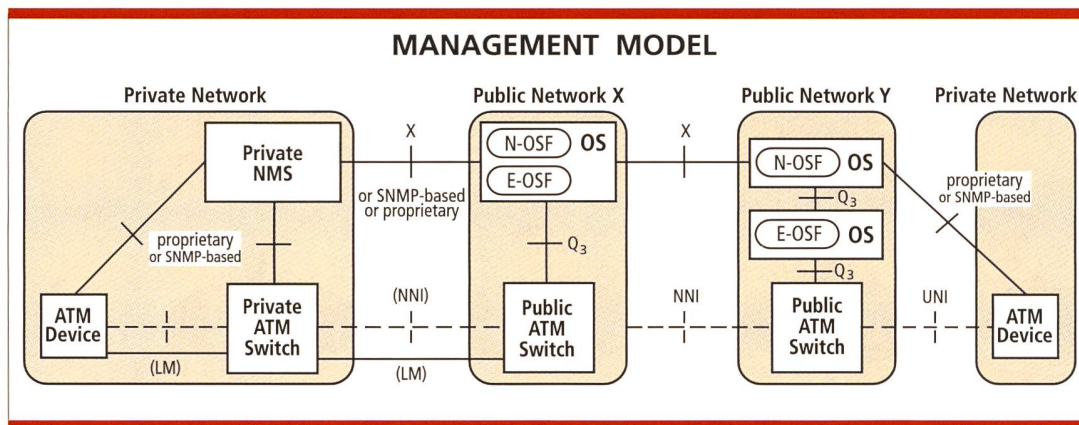 MANAGEMENT MODEL
Private Network
Public Network X
Public Network Y
Private Network
Private
NMS
X
or SNMP-based
or proprietary
N-OSF OS
E-OSF
X
N-OSF OS
Q3
E-OSF OS
Q3
proprietary
or SNMP-based
proprietary
or SNMP-based
Q3
ATM
Device
(LM)
Private
ATM
Switch
(NNI)
(LM)
Public
ATM
Switch
NNI
Public
ATM
Switch
UNI
ATM
Device